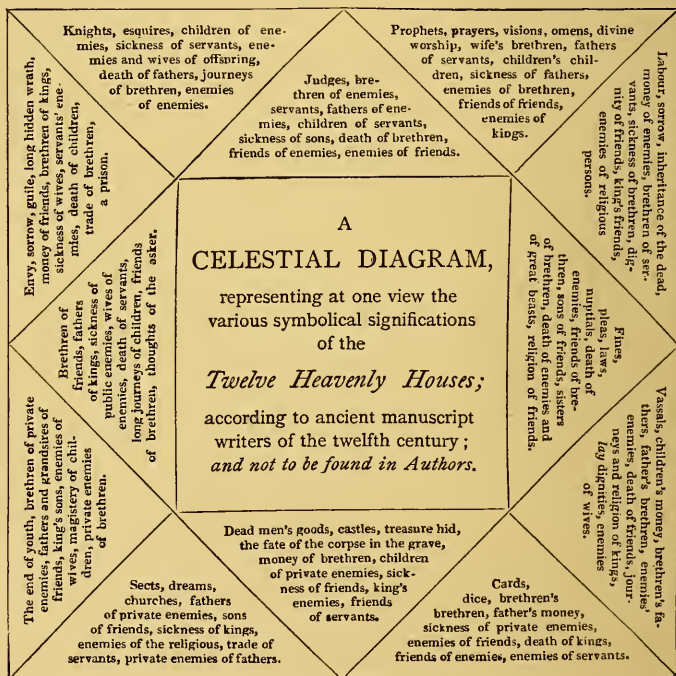 Knights, esquires, children of ene-
mies, sickness of servants, ene-
mies and wives of offspring,
death of fathers, journeys
of brethren, enemies
of enemies.
Judges, bre-
thren of enemies,
servants, fathers of ene-
mies, children of servants,
sickness of sons, death of brethren,
friends of enemies, enemies of friends.
Prophets, prayers, visions, omens, divine
worship, wife's brethren, fathers
of servants, children's chil-
dren, sickness of fathers,
enemies of brethren,
friends of friends,
enemies of
kings.
Labour, sorrow, inheritance of the dead,
money of enemies, brethren of ser-
vants, sickness of brethren, dig-
nity of friends, king's friends,
enemies of religious
persons.
Envy, sorrow, guile, long hidden wrath,
money of friends, brethren of kings,
sickness of wives, servants' ene-
mies, death of children,
trade of brethren,
a prison.
Brethren of
friends, fathers
of kings, sickness of
public enemies, wives of
enemies, death of servants,
long journeys of children, friends
of brethren, thoughts of the asker.
A
CELESTIAL DIAGRAM,
representing at one view the
various symbolical significations
of the
Twelve Heavenly Houses;
according to ancient manuscript
writers of the twelfth century;
and not to be found in Authors.
Fines,
pleas, laws,
nuptials, death of
enemies, friends of bre-
thren, sons of friends, sisters
of brethren, death of enemies and
of great beasts, religion of friends.
The end of youth, brethren of private
enemies, fathers and grandsires of
friends, king's sons, enemies of
wives, magistery of chil-
dren, private enemies
of brethren.
Vassals, children's money, brethren's fa-
thers, father's brethren, enemies'
enemies, death of friends, jour-
neys and religion of kings,
lay dignities, enemies
of wives.
Dead men's goods, castles, treasure hid,
the fate of the corpse in the grave,
money of brethren, children
of private enemies, sick-
ness of friends, king's
enemies, friends
of servants.
Sects, dreams,
churches, fathers
of private enemies, sons
of friends, sickness of kings,
enemies of the religious, trade of
servants, private enemies of fathers.
Cards,
dice, brethren's
brethren, father's money,
sickness of private enemies,
enemies of friends, death of kings,
friends of enemies, enemies of servants.